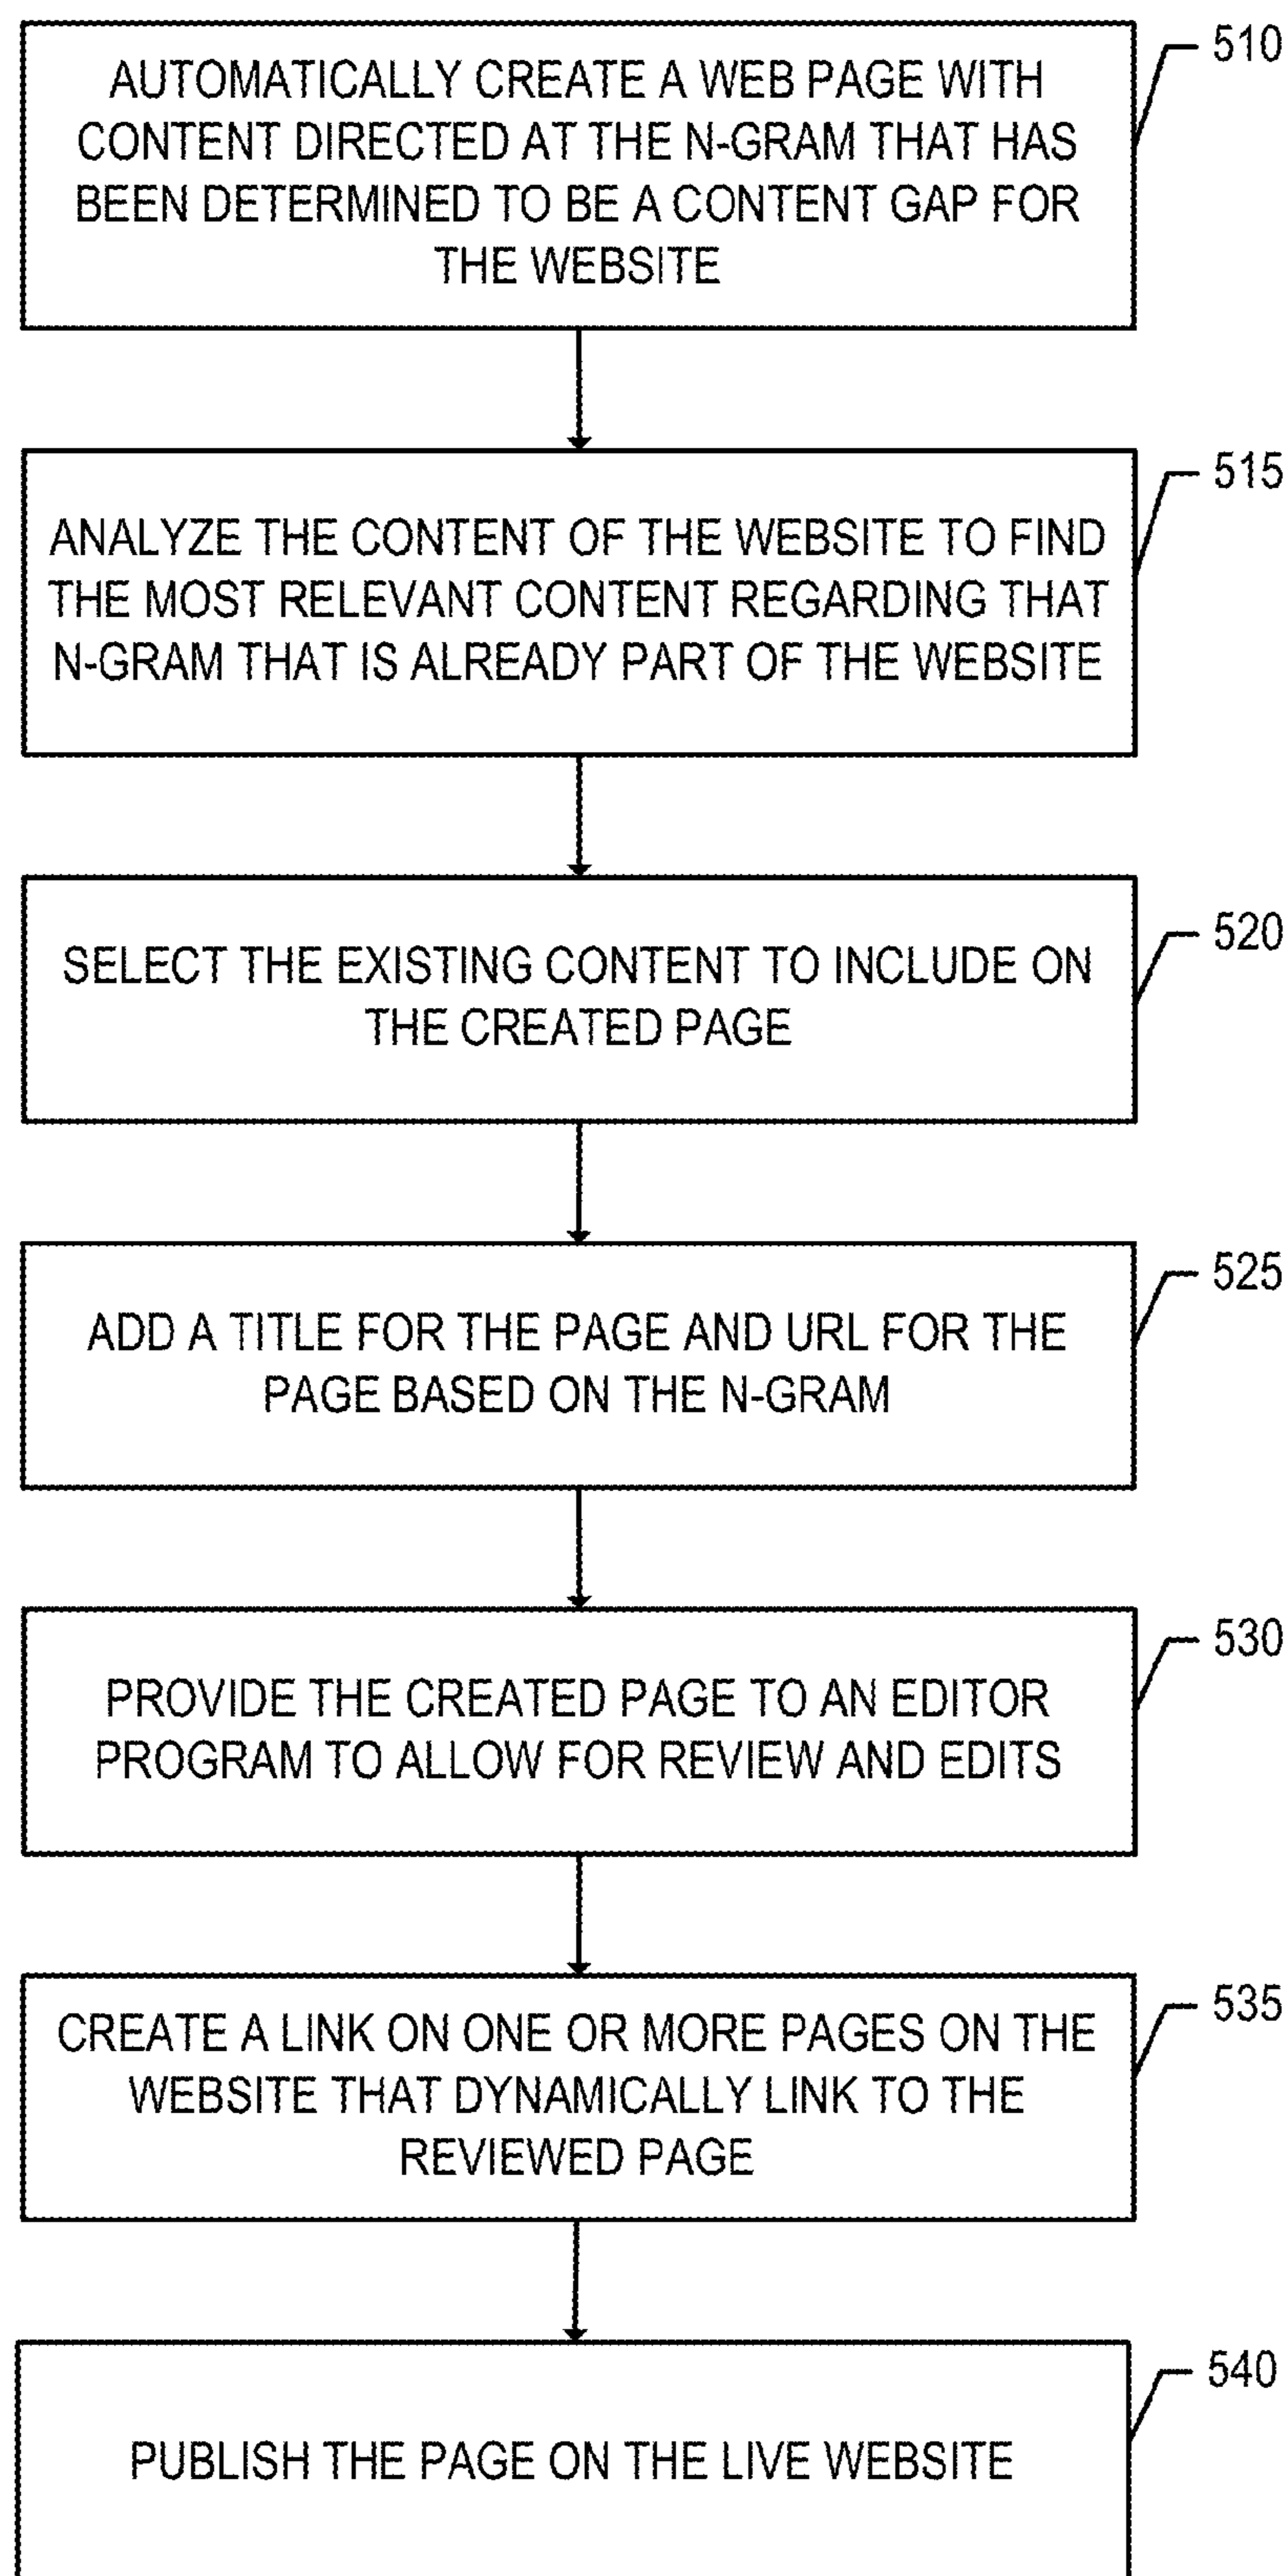 510
AUTOMATICALLY CREATE A WEB PAGE WITH
CONTENT DIRECTED AT THE N-GRAM THAT HAS
BEEN DETERMINED TO BE A CONTENT GAP FOR
THE WEBSITE
515
ANALYZE THE CONTENT OF THE WEBSITE TO FIND
THE MOST RELEVANT CONTENT REGARDING THAT
N-GRAM THAT IS ALREADY PART OF THE WEBSITE
520
SELECT THE EXISTING CONTENT TO INCLUDE ON
THE CREATED PAGE
525
ADD A TITLE FOR THE PAGE AND URL FOR THE
PAGE BASED ON THE N-GRAM
530
PROVIDE THE CREATED PAGE TO AN EDITOR
PROGRAM TO ALLOW FOR REVIEW AND EDITS
535
CREATE A LINK ON ONE OR MORE PAGES ON THE
WEBSITE THAT DYNAMICALLY LINK TO THE
REVIEWED PAGE
540
PUBLISH THE PAGE ON THE LIVE WEBSITE